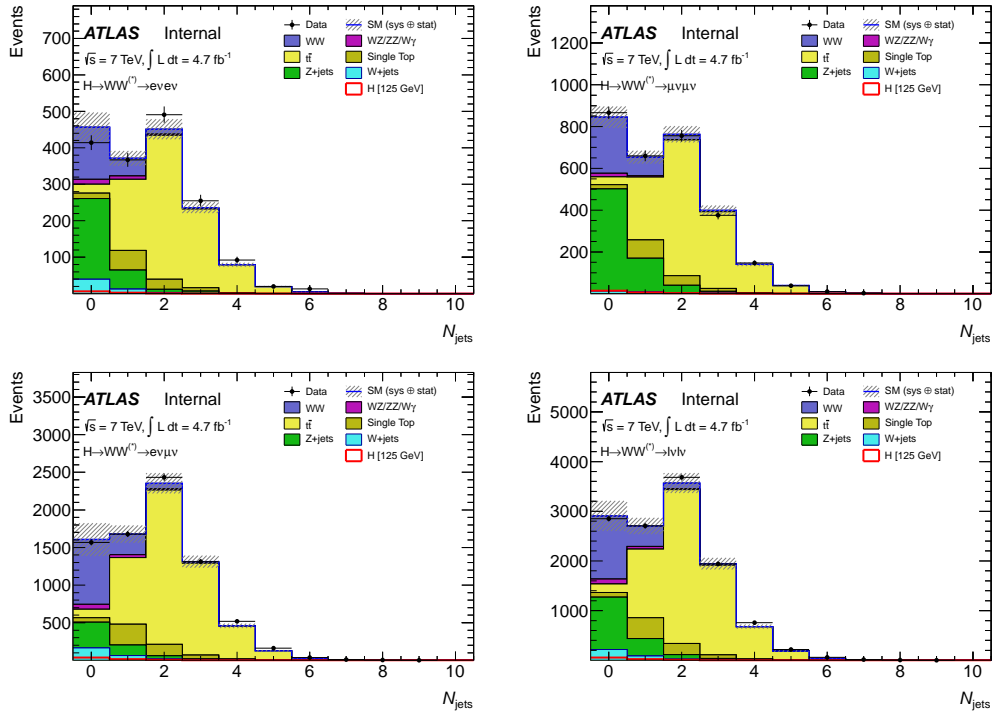 Events
ATLAS Internal
√s = 7 TeV, ∫ L dt = 4.7 fb⁻¹
H→WW⁽*⁾→eνeν
Data
SM (sys ⊕ stat)
WW
WZ/ZZ/Wγ
tt̄
Single Top
Z+jets
W+jets
H [125 GeV]
800
700
600
500
400
300
200
100
0 2 4 6 8 10
N_jets
Events
ATLAS Internal
√s = 7 TeV, ∫ L dt = 4.7 fb⁻¹
H→WW⁽*⁾→μνμν
Data
SM (sys ⊕ stat)
WW
WZ/ZZ/Wγ
tt̄
Single Top
Z+jets
W+jets
H [125 GeV]
1200
1000
800
600
400
200
0 2 4 6 8 10
N_jets
Events
ATLAS Internal
√s = 7 TeV, ∫ L dt = 4.7 fb⁻¹
H→WW⁽*⁾→eνμν
Data
SM (sys ⊕ stat)
WW
WZ/ZZ/Wγ
tt̄
Single Top
Z+jets
W+jets
H [125 GeV]
3500
3000
2500
2000
1500
1000
500
0 2 4 6 8 10
N_jets
Events
ATLAS Internal
√s = 7 TeV, ∫ L dt = 4.7 fb⁻¹
H→WW⁽*⁾→lνlν
Data
SM (sys ⊕ stat)
WW
WZ/ZZ/Wγ
tt̄
Single Top
Z+jets
W+jets
H [125 GeV]
5000
4000
3000
2000
1000
0 2 4 6 8 10
N_jets